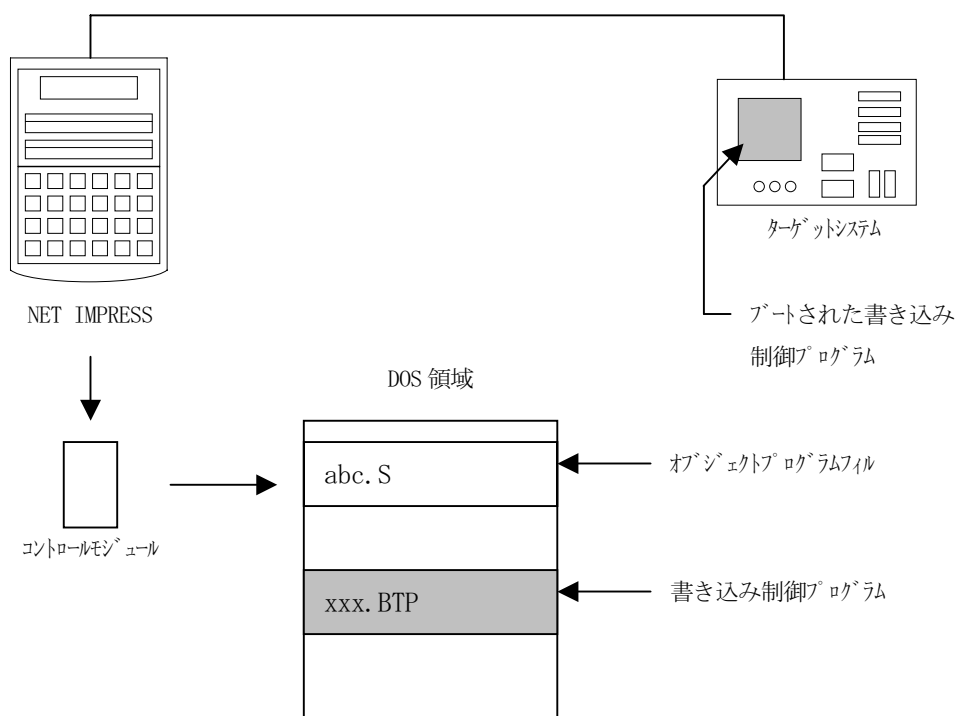 ターゲットシステム
NET IMPRESS
ブートされた書き込み
制御プログラム
DOS 領域
abc.S
オブジェクトプログラムフィル
コントロールモジュール
xxx.BTP
書き込み制御プログラム